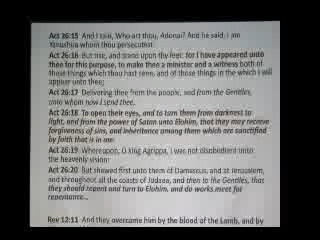 Act 26:15 And I said, Who art thou, Adonai? And he said, I am
Yahushua whom thou persecutest
Act 26:16 But rise, and stand upon thy feet: for I have appeared unto
thee for this purpose, to make thee a minister and a witness both of
those things which thou hast seen, and of those things in the which I will
appear unto thee;
Act 26:17 Delivering thee from the people, and from the Gentiles,
unto whom now I send thee,
Act 26:18 To open their eyes, and to turn them from darkness to
light, and from the power of Satan unto Elohim, that they may receive
forgiveness of sins, and inheritance among them which are sanctified
by faith that is in me.
Act 26:19 Whereupon, O king Agrippa, I was not disobedient unto
the heavenly vision:
Act 26:20 But shewed first unto them of Damascus, and at Jerusalem,
and throughout all the coasts of Judaea, and then to the Gentiles, that
they should repent and turn to Elohim, and do works meet for
repentance...
Rev 12:11 And they overcame him by the blood of the Lamb, and by